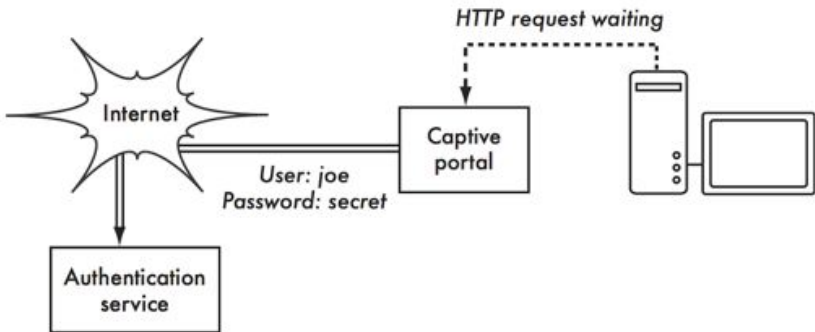 HTTP request waiting
Internet
Captive
portal
User: joe
Password: secret
Authentication
service